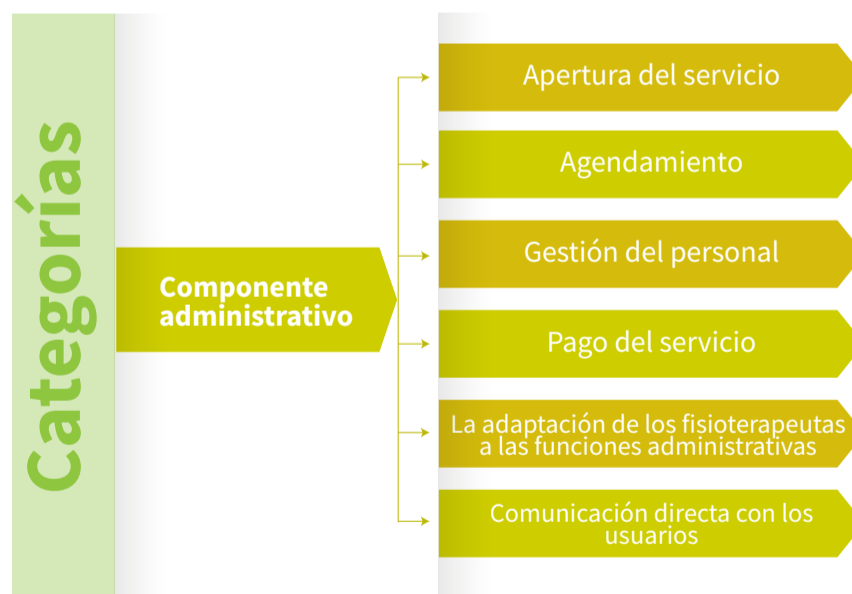 Categorías
Componente
administrativo
Apertura del servicio
Agendamiento
Gestión del personal
Pago del servicio
La adaptación de los fisioterapeutas
a las funciones administrativas
Comunicación directa con los
usuarios